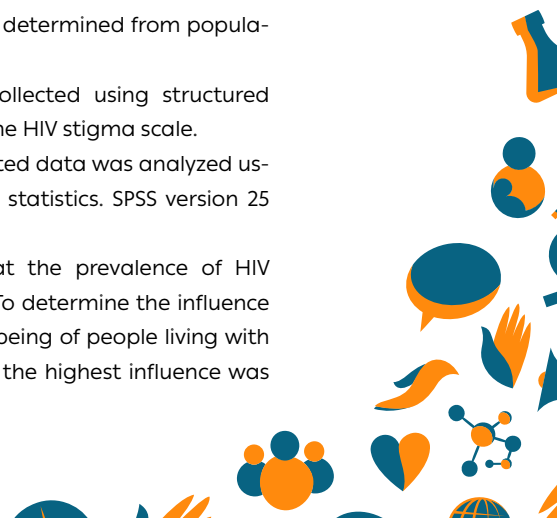 determined from popula-
ollected using structured
he HIV stigma scale.
ted data was analyzed us-
statistics. SPSS version 25
at the prevalence of HIV
To determine the influence
being of people living with
the highest influence was